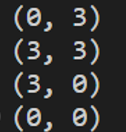 (0, 3)
(3, 3)
(3, 0)
(0, 0)